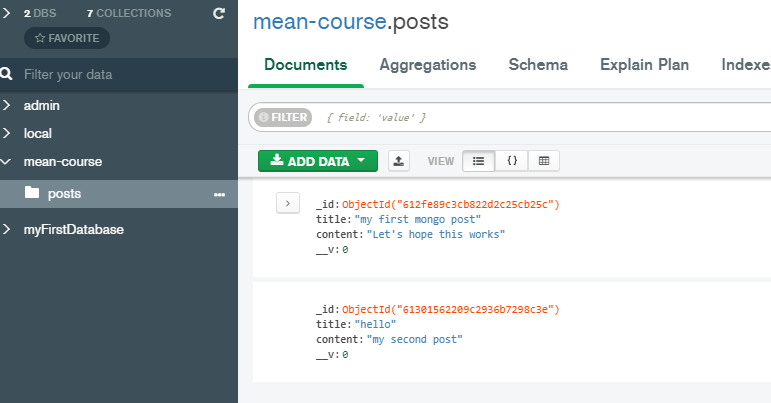 2 DBS 7 COLLECTIONS
FAVORITE
Filter your data
admin
local
mean-course
posts
myFirstDatabase
mean-course.posts
Documents Aggregations Schema Explain Plan Indexe
FILTER { field: 'value' }
ADD DATA VIEW { }
_id: ObjectId("612fe89c3cb822d2c25cb25c")
title: "my first mongo post"
content: "Let's hope this works"
__v: 0
_id: ObjectId("61301562209c2936b7298c3e")
title: "hello"
content: "my second post"
__v: 0